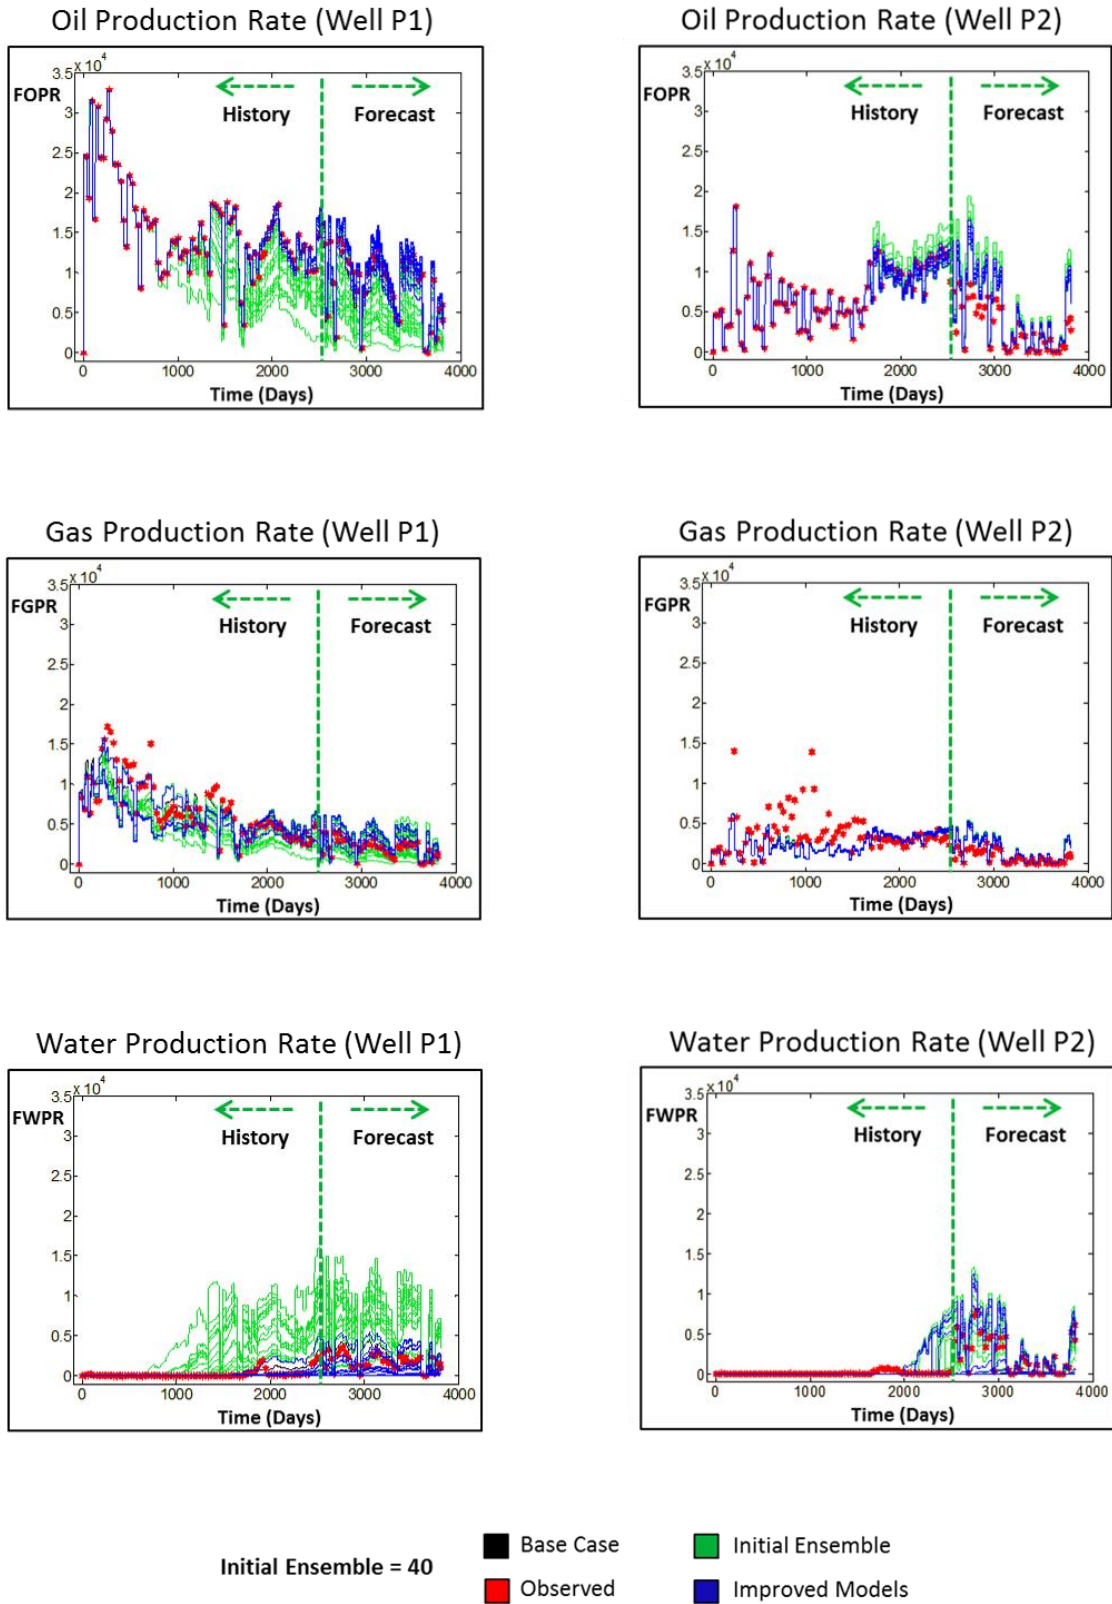 Oil Production Rate (Well P1)
3.5 x 10^4
FOPR
History
Forecast
3
2.5
2
1.5
1
0.5
0
0 1000 2000 3000 4000
Time (Days)
Oil Production Rate (Well P2)
3.5 x 10^4
FOPR
History
Forecast
3
2.5
2
1.5
1
0.5
0
0 1000 2000 3000 4000
Time (Days)
Gas Production Rate (Well P1)
3.5 x 10^4
FGPR
History
Forecast
3
2.5
2
1.5
1
0.5
0
0 1000 2000 3000 4000
Time (Days)
Gas Production Rate (Well P2)
3.5 x 10^4
FGPR
History
Forecast
3
2.5
2
1.5
1
0.5
0
0 1000 2000 3000 4000
Time (Days)
Water Production Rate (Well P1)
3.5 x 10^4
FWPR
History
Forecast
3
2.5
2
1.5
1
0.5
0
0 1000 2000 3000 4000
Time (Days)
Water Production Rate (Well P2)
3.5 x 10^4
FWPR
History
Forecast
3
2.5
2
1.5
1
0.5
0
0 1000 2000 3000 4000
Time (Days)
Initial Ensemble = 40
Base Case
Initial Ensemble
Observed
Improved Models